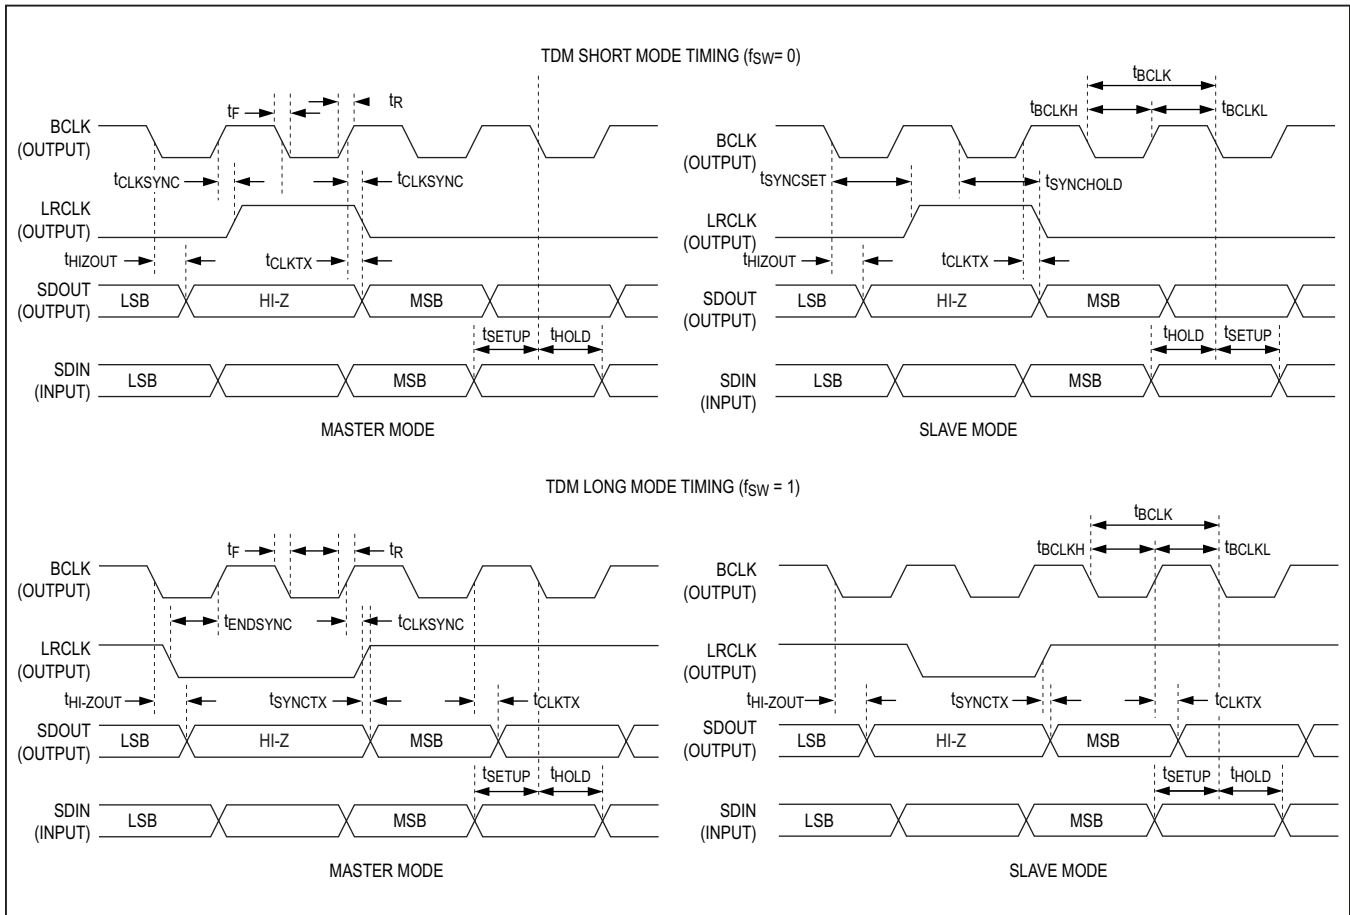 TDM SHORT MODE TIMING (fSW= 0)
tF
tR
BCLK
(OUTPUT)
tCLKSYNC
tCLKSYNC
LRCLK
(OUTPUT)
tHIZOUT
tCLKTX
SDOUT
(OUTPUT)
LSB
HI-Z
MSB
tSETUP
tHOLD
SDIN
(INPUT)
LSB
MSB
MASTER MODE
tBCLK
tBCLKH
tBCLKL
BCLK
(OUTPUT)
tSYNCSET
tSYNCHOLD
LRCLK
(OUTPUT)
tHIZOUT
tCLKTX
SDOUT
(OUTPUT)
LSB
HI-Z
MSB
tHOLD
tSETUP
SDIN
(INPUT)
LSB
MSB
SLAVE MODE
TDM LONG MODE TIMING (fSW = 1)
tF
tR
BCLK
(OUTPUT)
tENDSYNC
tCLKSYNC
LRCLK
(OUTPUT)
tHI-ZOUT
tSYNCTX
tCLKTX
SDOUT
(OUTPUT)
LSB
HI-Z
MSB
tSETUP
tHOLD
SDIN
(INPUT)
LSB
MSB
MASTER MODE
tBCLK
tBCLKH
tBCLKL
BCLK
(OUTPUT)
LRCLK
(OUTPUT)
tHI-ZOUT
tSYNCTX
tCLKTX
SDOUT
(OUTPUT)
LSB
HI-Z
MSB
tSETUP
tHOLD
SDIN
(INPUT)
LSB
MSB
SLAVE MODE